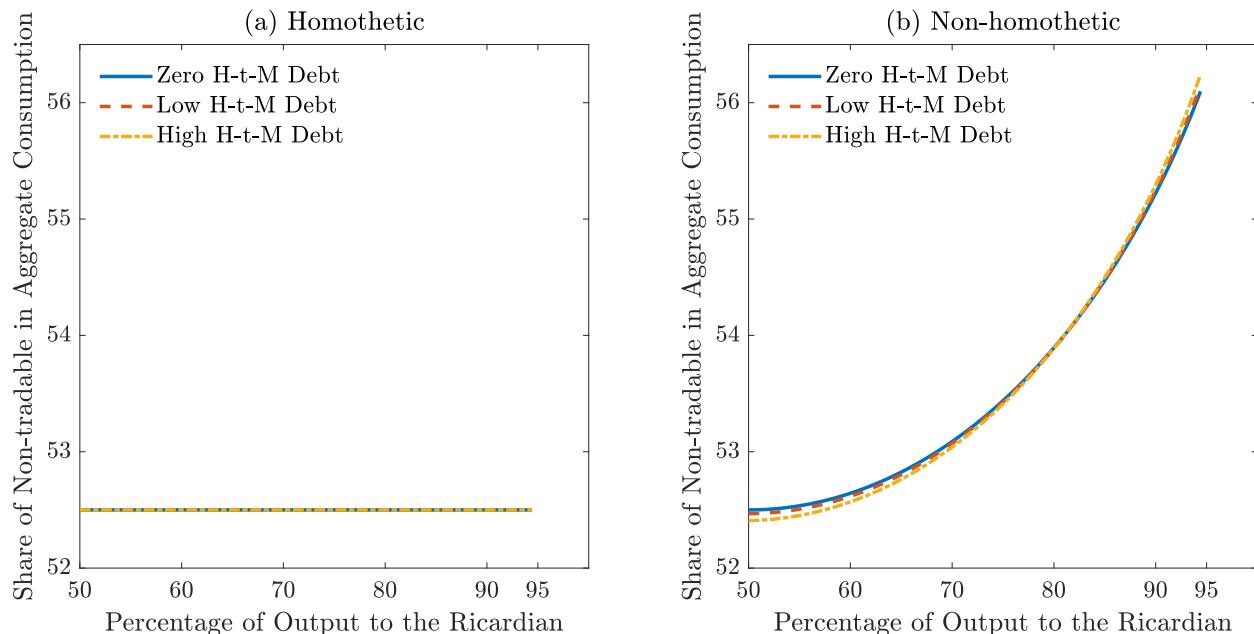 (a) Homothetic
Share of Non-tradable in Aggregate Consumption
56
55
54
53
52
Zero H-t-M Debt
Low H-t-M Debt
High H-t-M Debt
50 60 70 80 90 95
Percentage of Output to the Ricardian
(b) Non-homothetic
Share of Non-tradable in Aggregate Consumption
56
55
54
53
52
Zero H-t-M Debt
Low H-t-M Debt
High H-t-M Debt
50 60 70 80 90 95
Percentage of Output to the Ricardian